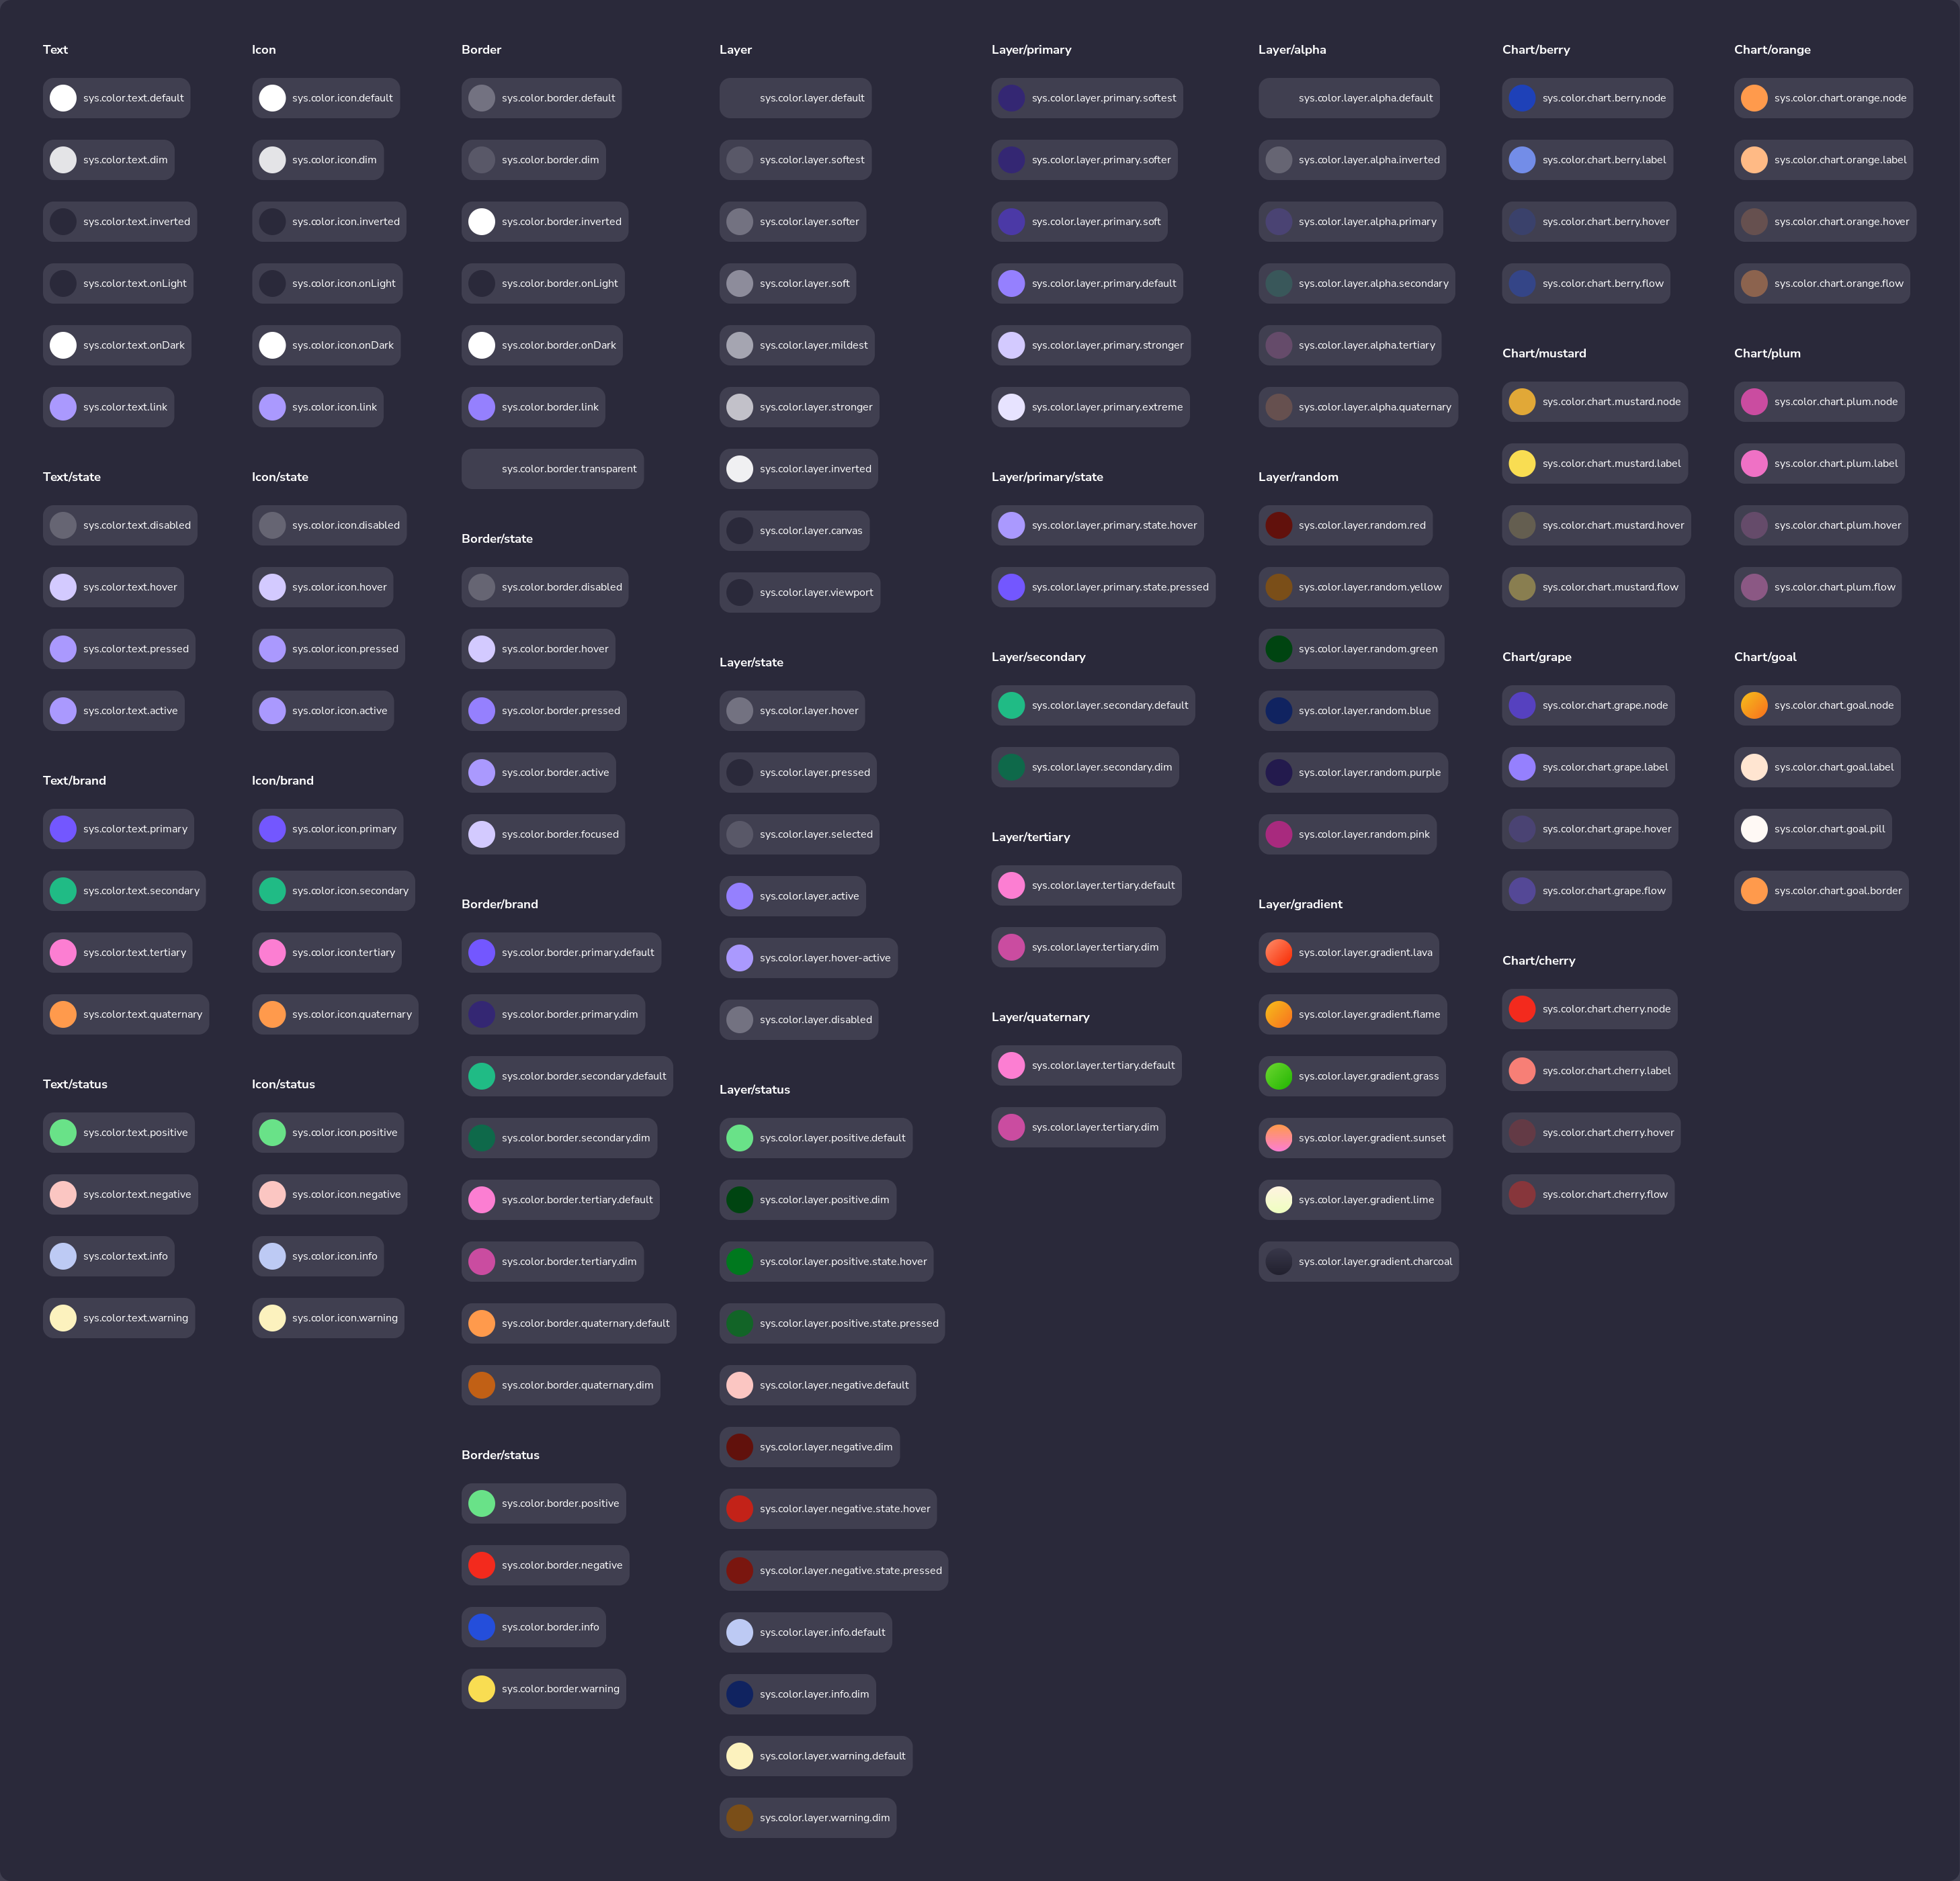 Text
sys.color.text.default
sys.color.text.dim
sys.color.text.inverted
sys.color.text.onLight
sys.color.text.onDark
sys.color.text.link
Text/state
sys.color.text.disabled
sys.color.text.hover
sys.color.text.pressed
sys.color.text.active
Text/brand
sys.color.text.primary
sys.color.text.secondary
sys.color.text.tertiary
sys.color.text.quaternary
Text/status
sys.color.text.positive
sys.color.text.negative
sys.color.text.info
sys.color.text.warning
Icon
sys.color.icon.default
sys.color.icon.dim
sys.color.icon.inverted
sys.color.icon.onLight
sys.color.icon.onDark
sys.color.icon.link
Icon/state
sys.color.icon.disabled
sys.color.icon.hover
sys.color.icon.pressed
sys.color.icon.active
Icon/brand
sys.color.icon.primary
sys.color.icon.secondary
sys.color.icon.tertiary
sys.color.icon.quaternary
Icon/status
sys.color.icon.positive
sys.color.icon.negative
sys.color.icon.info
sys.color.icon.warning
Border
sys.color.border.default
sys.color.border.dim
sys.color.border.inverted
sys.color.border.onLight
sys.color.border.onDark
sys.color.border.link
sys.color.border.transparent
Border/state
sys.color.border.disabled
sys.color.border.hover
sys.color.border.pressed
sys.color.border.active
sys.color.border.focused
Border/brand
sys.color.border.primary.default
sys.color.border.primary.dim
sys.color.border.secondary.default
sys.color.border.secondary.dim
sys.color.border.tertiary.default
sys.color.border.tertiary.dim
sys.color.border.quaternary.default
sys.color.border.quaternary.dim
Border/status
sys.color.border.positive
sys.color.border.negative
sys.color.border.info
sys.color.border.warning
Layer
sys.color.layer.default
sys.color.layer.softest
sys.color.layer.softer
sys.color.layer.soft
sys.color.layer.mildest
sys.color.layer.stronger
sys.color.layer.inverted
sys.color.layer.canvas
sys.color.layer.viewport
Layer/state
sys.color.layer.hover
sys.color.layer.pressed
sys.color.layer.selected
sys.color.layer.active
sys.color.layer.hover-active
sys.color.layer.disabled
Layer/status
sys.color.layer.positive.default
sys.color.layer.positive.dim
sys.color.layer.positive.state.hover
sys.color.layer.positive.state.pressed
sys.color.layer.negative.default
sys.color.layer.negative.dim
sys.color.layer.negative.state.hover
sys.color.layer.negative.state.pressed
sys.color.layer.info.default
sys.color.layer.info.dim
sys.color.layer.warning.default
sys.color.layer.warning.dim
Layer/primary
sys.color.layer.primary.softest
sys.color.layer.primary.softer
sys.color.layer.primary.soft
sys.color.layer.primary.default
sys.color.layer.primary.stronger
sys.color.layer.primary.extreme
Layer/primary/state
sys.color.layer.primary.state.hover
sys.color.layer.primary.state.pressed
Layer/secondary
sys.color.layer.secondary.default
sys.color.layer.secondary.dim
Layer/tertiary
sys.color.layer.tertiary.default
sys.color.layer.tertiary.dim
Layer/quaternary
sys.color.layer.tertiary.default
sys.color.layer.tertiary.dim
Layer/alpha
sys.color.layer.alpha.default
sys.color.layer.alpha.inverted
sys.color.layer.alpha.primary
sys.color.layer.alpha.secondary
sys.color.layer.alpha.tertiary
sys.color.layer.alpha.quaternary
Layer/random
sys.color.layer.random.red
sys.color.layer.random.yellow
sys.color.layer.random.green
sys.color.layer.random.blue
sys.color.layer.random.purple
sys.color.layer.random.pink
Layer/gradient
sys.color.layer.gradient.lava
sys.color.layer.gradient.flame
sys.color.layer.gradient.grass
sys.color.layer.gradient.sunset
sys.color.layer.gradient.lime
sys.color.layer.gradient.charcoal
Chart/berry
sys.color.chart.berry.node
sys.color.chart.berry.label
sys.color.chart.berry.hover
sys.color.chart.berry.flow
Chart/mustard
sys.color.chart.mustard.node
sys.color.chart.mustard.label
sys.color.chart.mustard.hover
sys.color.chart.mustard.flow
Chart/grape
sys.color.chart.grape.node
sys.color.chart.grape.label
sys.color.chart.grape.hover
sys.color.chart.grape.flow
Chart/cherry
sys.color.chart.cherry.node
sys.color.chart.cherry.label
sys.color.chart.cherry.hover
sys.color.chart.cherry.flow
Chart/orange
sys.color.chart.orange.node
sys.color.chart.orange.label
sys.color.chart.orange.hover
sys.color.chart.orange.flow
Chart/plum
sys.color.chart.plum.node
sys.color.chart.plum.label
sys.color.chart.plum.hover
sys.color.chart.plum.flow
Chart/goal
sys.color.chart.goal.node
sys.color.chart.goal.label
sys.color.chart.goal.pill
sys.color.chart.goal.border